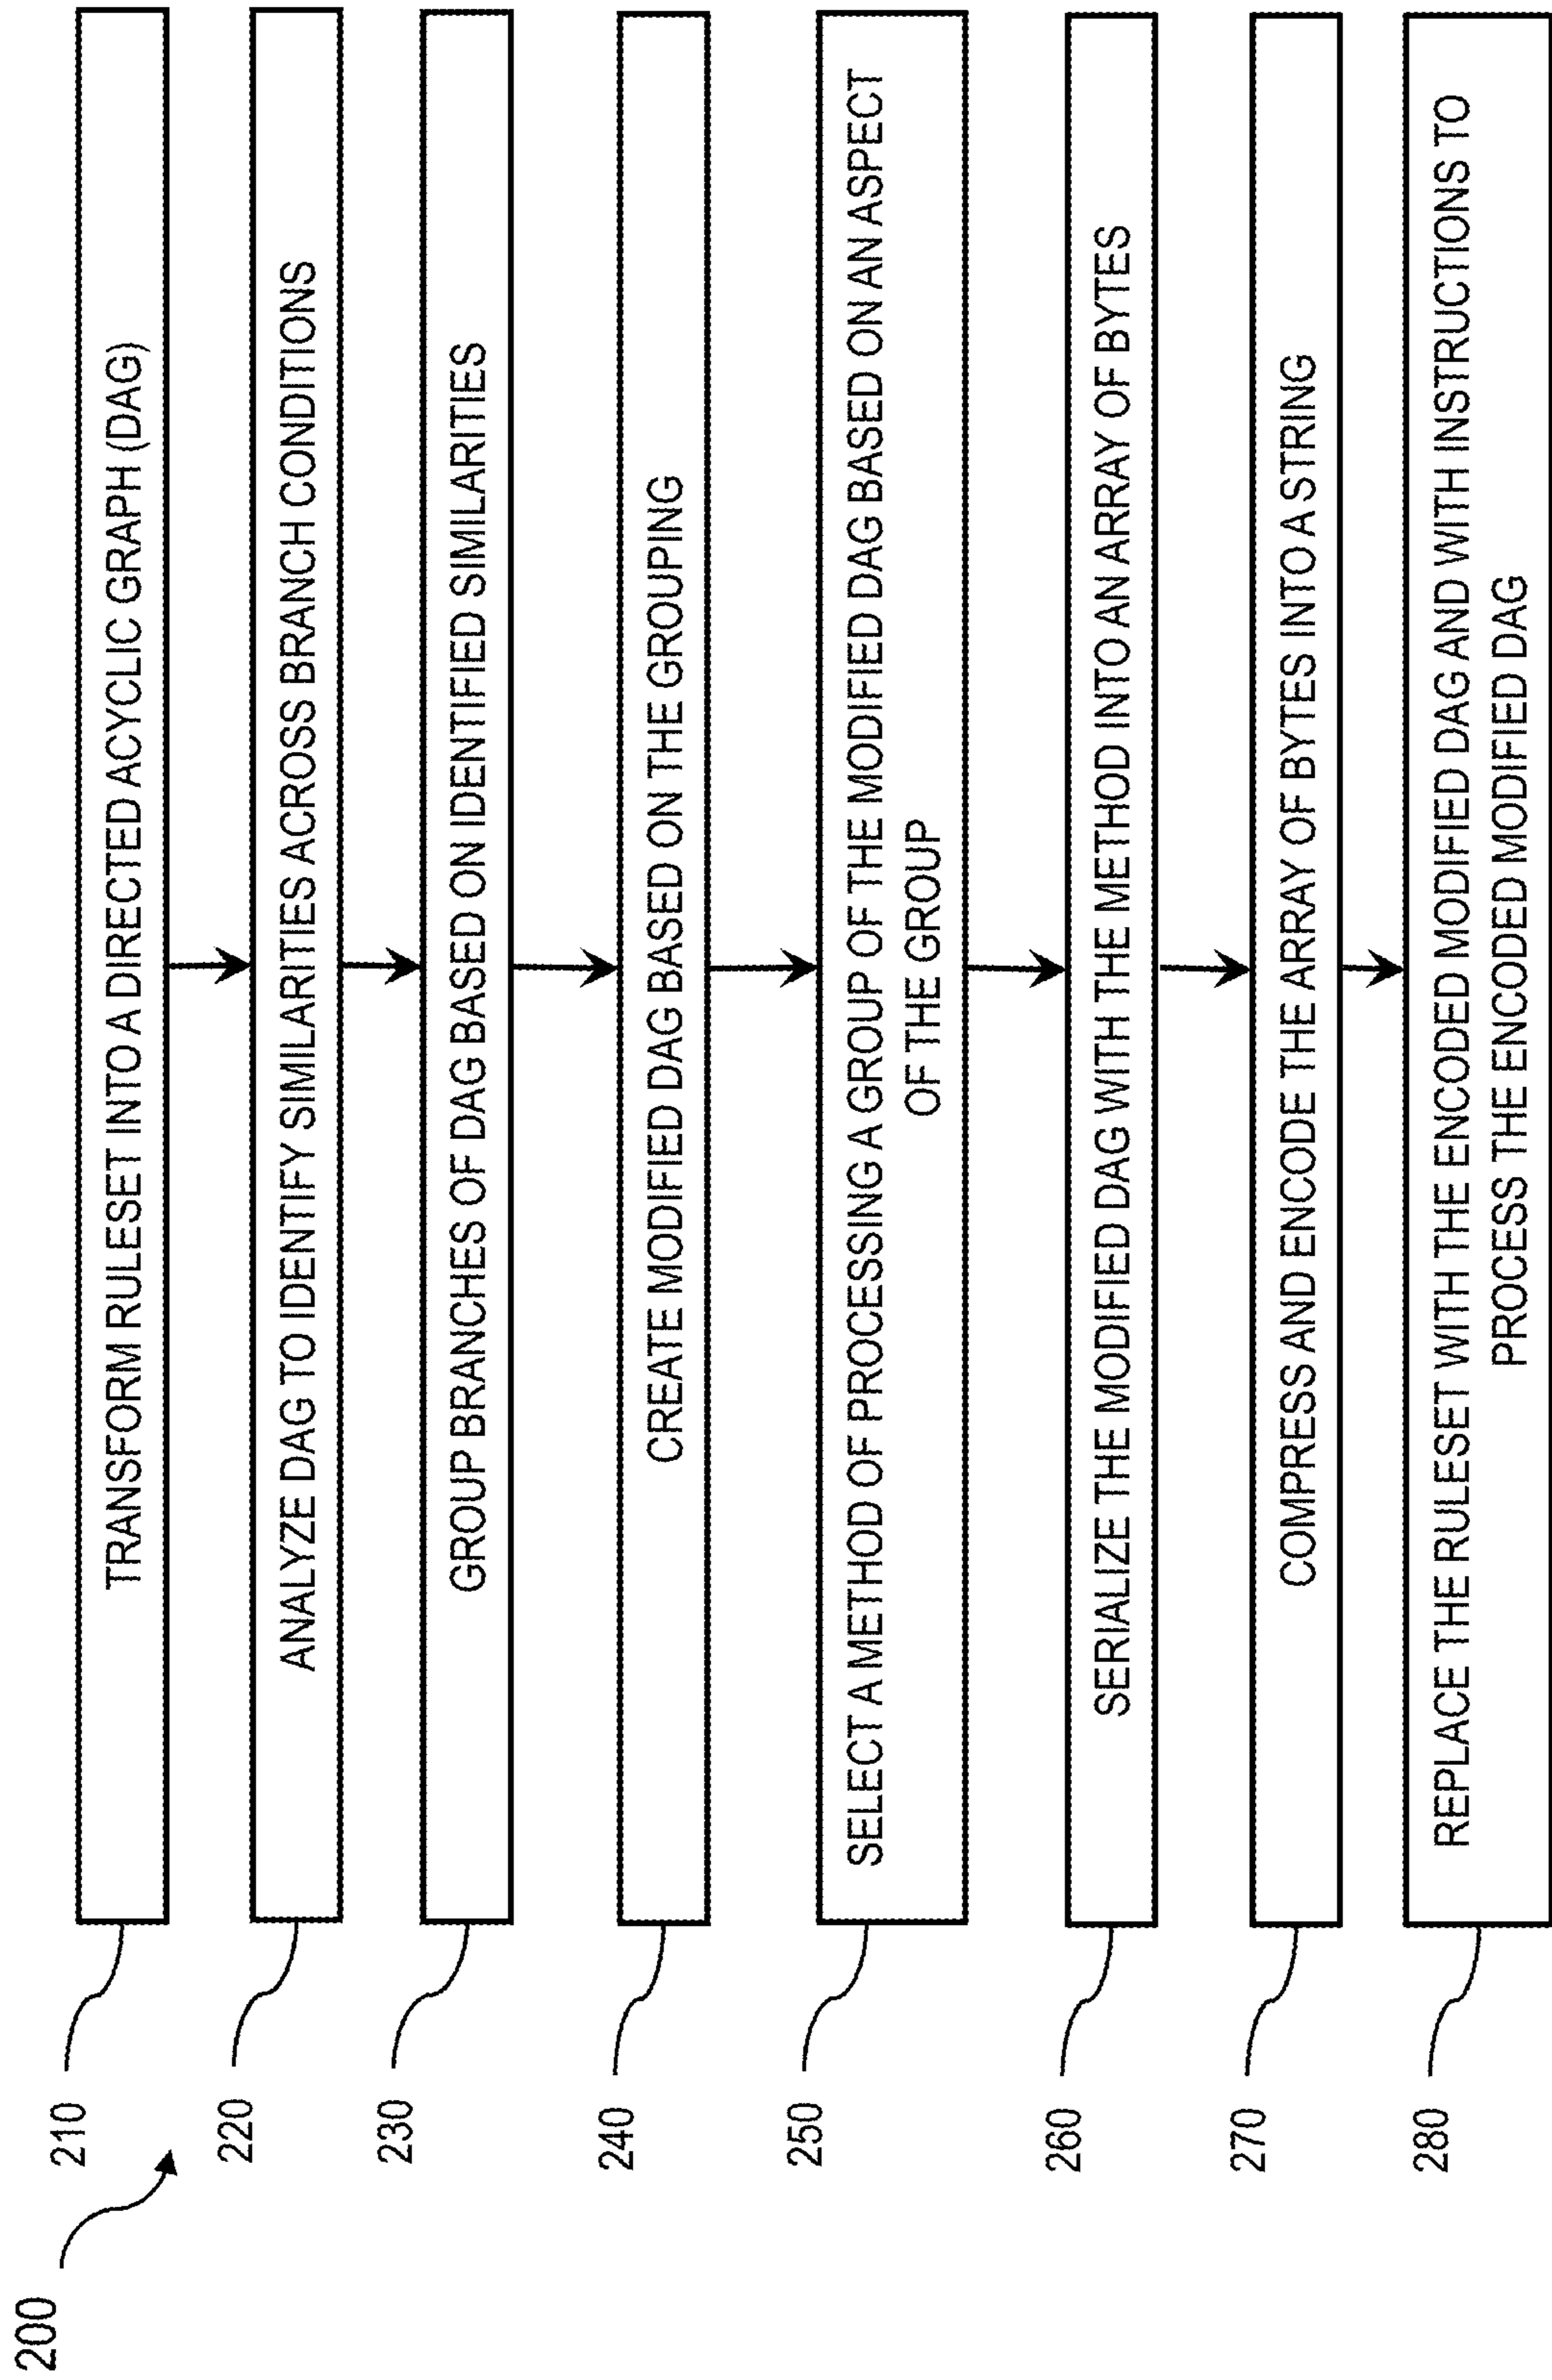 200
210
TRANSFORM RULESET INTO A DIRECTED ACYCLIC GRAPH (DAG)
220
ANALYZE DAG TO IDENTIFY SIMILARITIES ACROSS BRANCH CONDITIONS
230
GROUP BRANCHES OF DAG BASED ON IDENTIFIED SIMILARITIES
240
CREATE MODIFIED DAG BASED ON THE GROUPING
250
SELECT A METHOD OF PROCESSING A GROUP OF THE MODIFIED DAG BASED ON AN ASPECT
OF THE GROUP
260
SERIALIZE THE MODIFIED DAG WITH THE METHOD INTO AN ARRAY OF BYTES
270
COMPRESS AND ENCODE THE ARRAY OF BYTES INTO A STRING
280
REPLACE THE RULESET WITH THE ENCODED MODIFIED DAG AND WITH INSTRUCTIONS TO
PROCESS THE ENCODED MODIFIED DAG